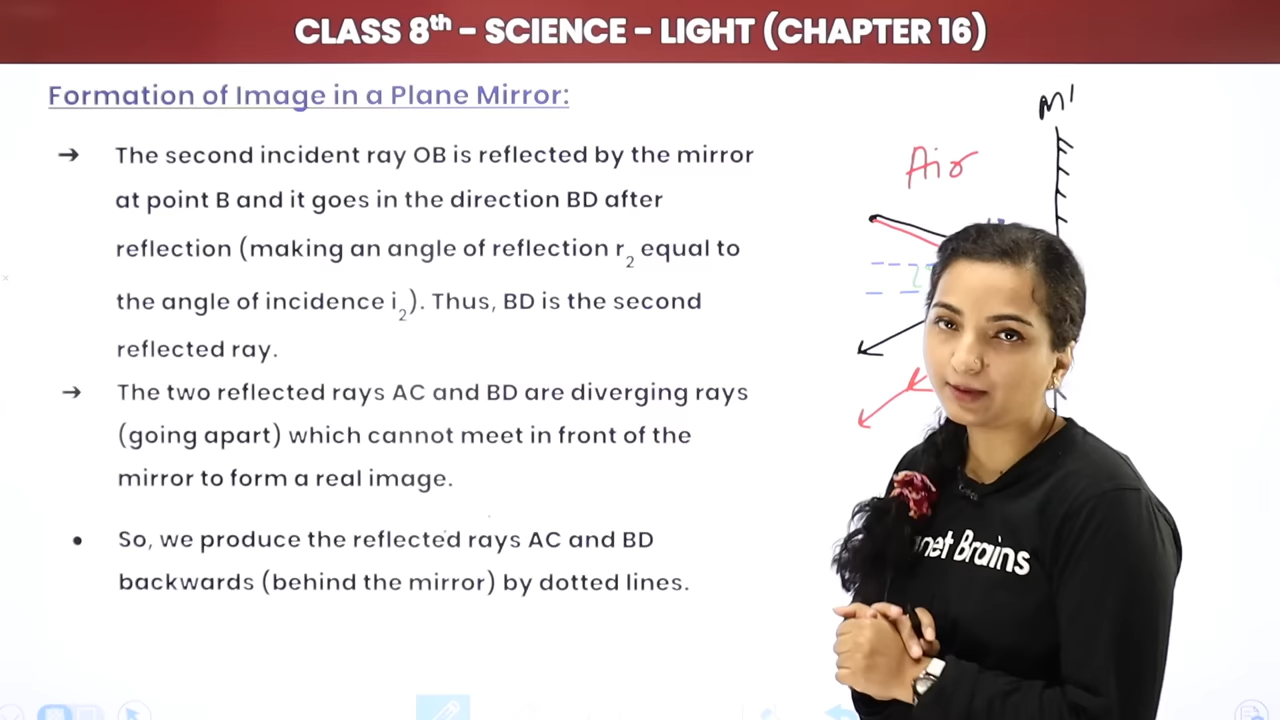 CLASS 8th – SCIENCE – LIGHT (CHAPTER 16)
Formation of Image in a Plane Mirror:
→ The second incident ray OB is reflected by the mirror
at point B and it goes in the direction BD after
reflection (making an angle of reflection r2 equal to
the angle of incidence i2). Thus, BD is the second
reflected ray.
→ The two reflected rays AC and BD are diverging rays
(going apart) which cannot meet in front of the
mirror to form a real image.
• So, we produce the reflected rays AC and BD
backwards (behind the mirror) by dotted lines.
M'
Air
Brains